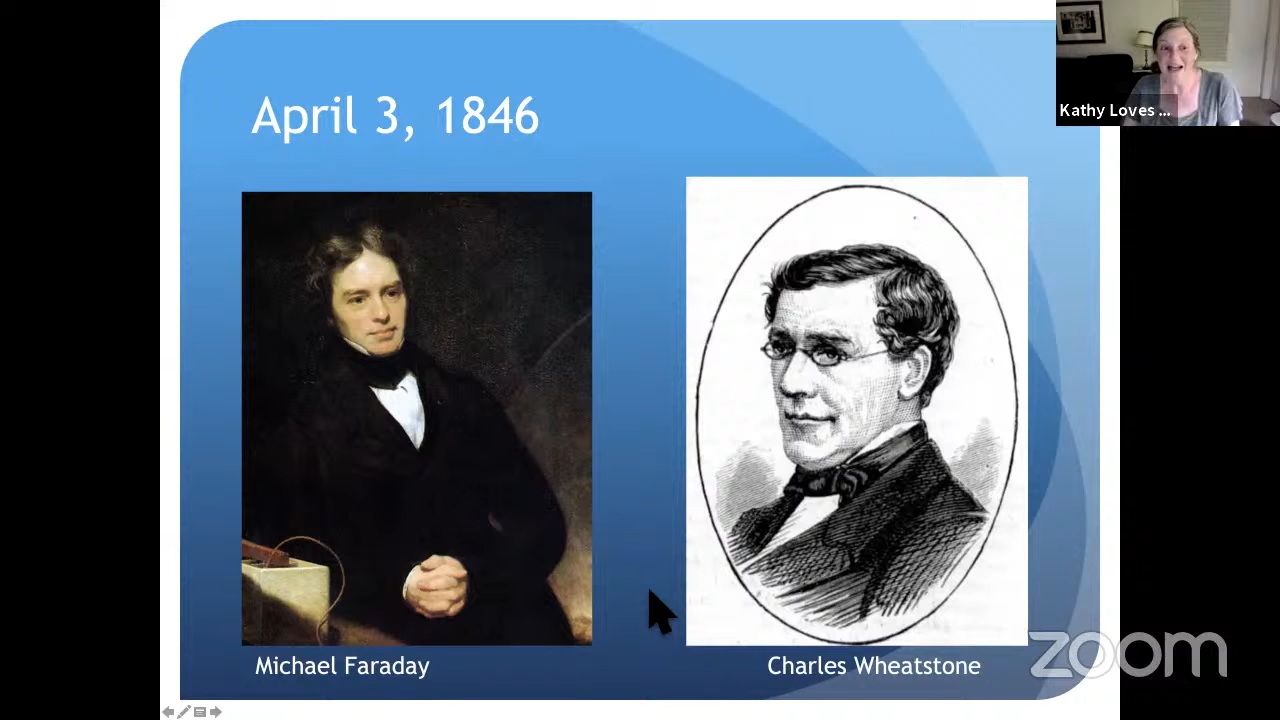 April 3, 1846
Kathy Loves ...
Michael Faraday
Charles Wheatstone
zoom